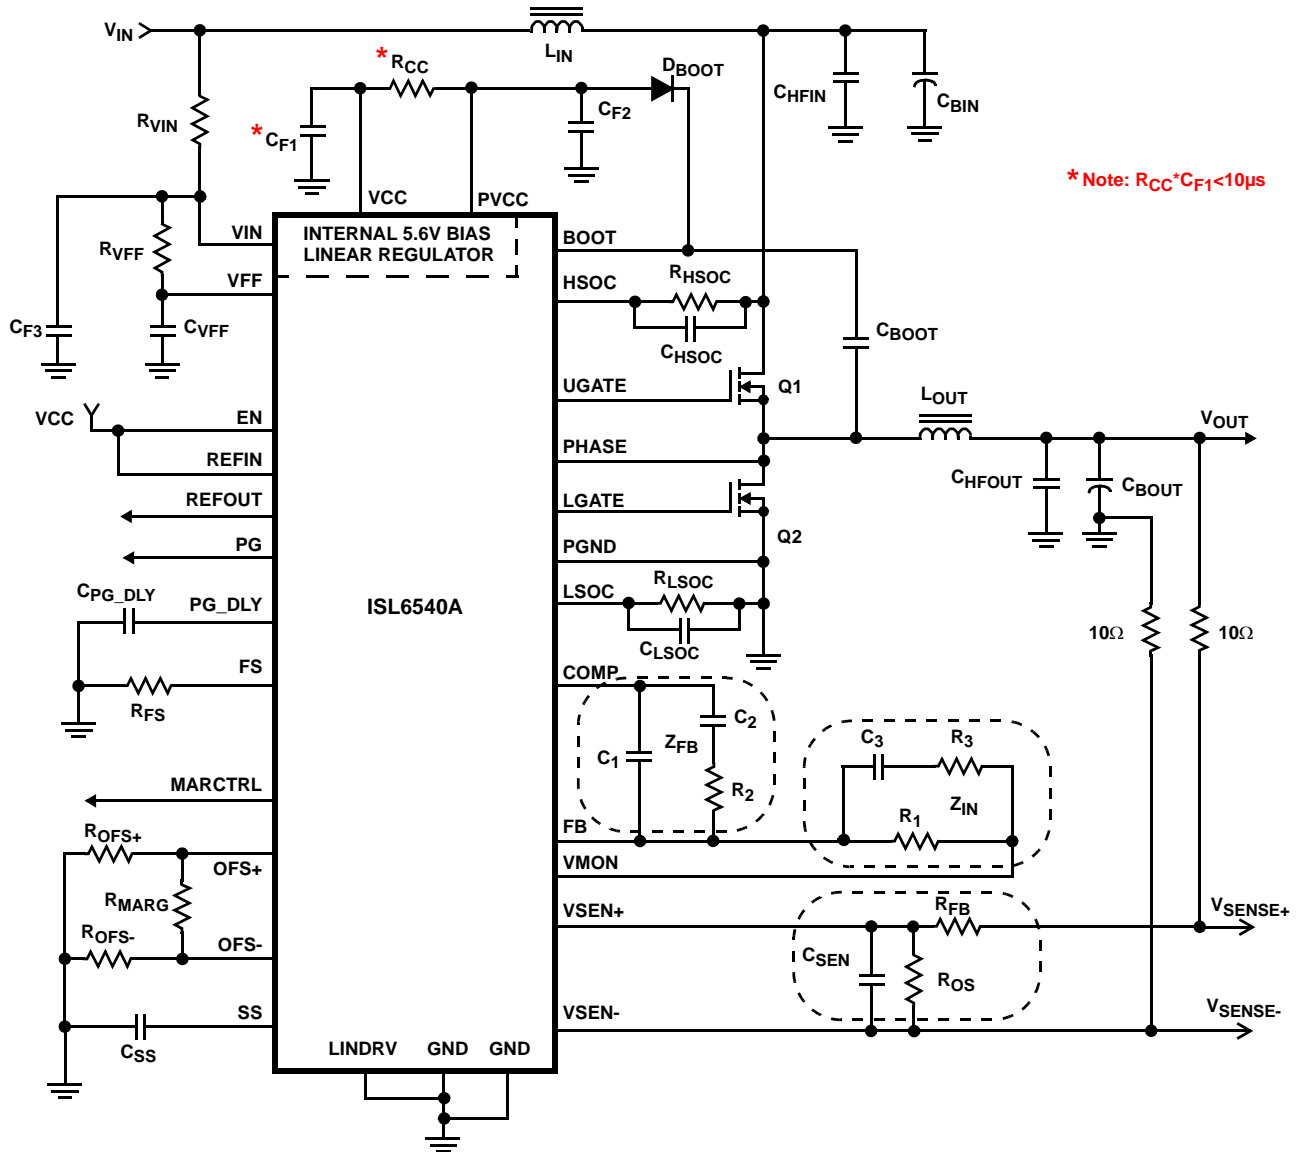 VIN
LIN
* RCC
DBOOT
CHFIN
CBIN
RVIN
* CF1
CF2
* Note: RCC*CF1<10µs
VCC
PVCC
VIN
INTERNAL 5.6V BIAS
LINEAR REGULATOR
BOOT
RVFF
VFF
HSOC
RHSOC
CF3
CVFF
CHSOC
CBOOT
UGATE
Q1
LOUT
VCC
EN
VOUT
REFIN
PHASE
CHFOUT
CBOUT
REFOUT
LGATE
Q2
PG
PGND
CPG_DLY
PG_DLY
ISL6540A
LSOC
RLSOC
CLSOC
10Ω
10Ω
FS
RFS
COMP
C1
ZFB
C2
R2
C3
R3
ZIN
R1
MARCTRL
FB
VMON
ROFS+
OFS+
RMARG
ROFS-
OFS-
VSEN+
RFB
VSENSE+
CSEN
ROS
SS
CSS
VSEN-
VSENSE-
LINDRV
GND
GND